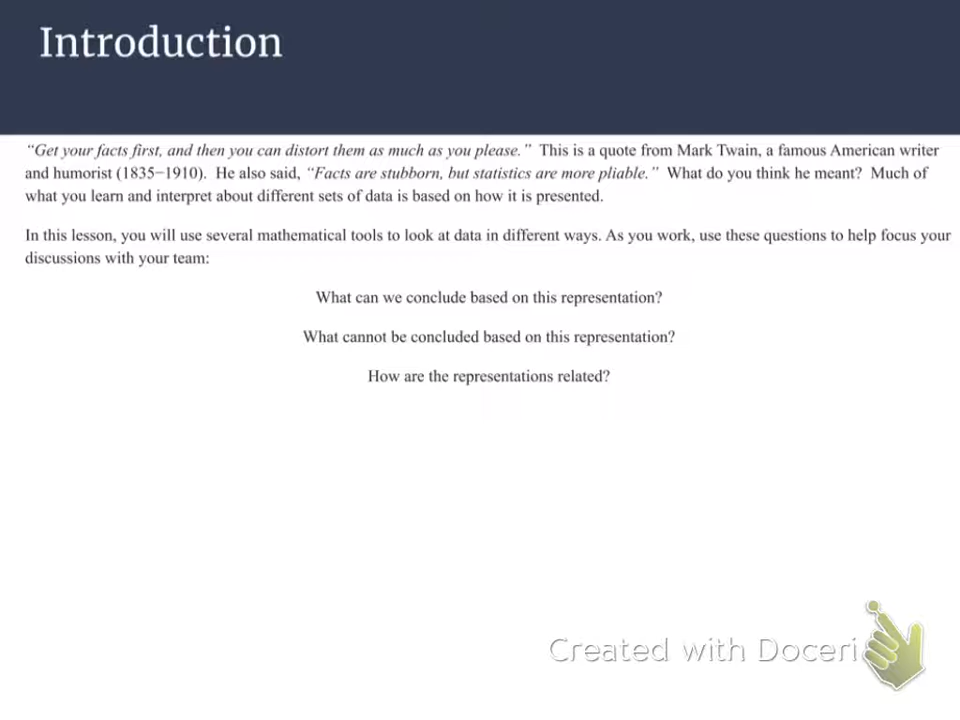 Introduction
“Get your facts first, and then you can distort them as much as you please.”  This is a quote from Mark Twain, a famous American writer
and humorist (1835−1910).  He also said, “Facts are stubborn, but statistics are more pliable.”  What do you think he meant?  Much of
what you learn and interpret about different sets of data is based on how it is presented.
In this lesson, you will use several mathematical tools to look at data in different ways. As you work, use these questions to help focus your
discussions with your team:
What can we conclude based on this representation?
What cannot be concluded based on this representation?
How are the representations related?
Created with Doceri